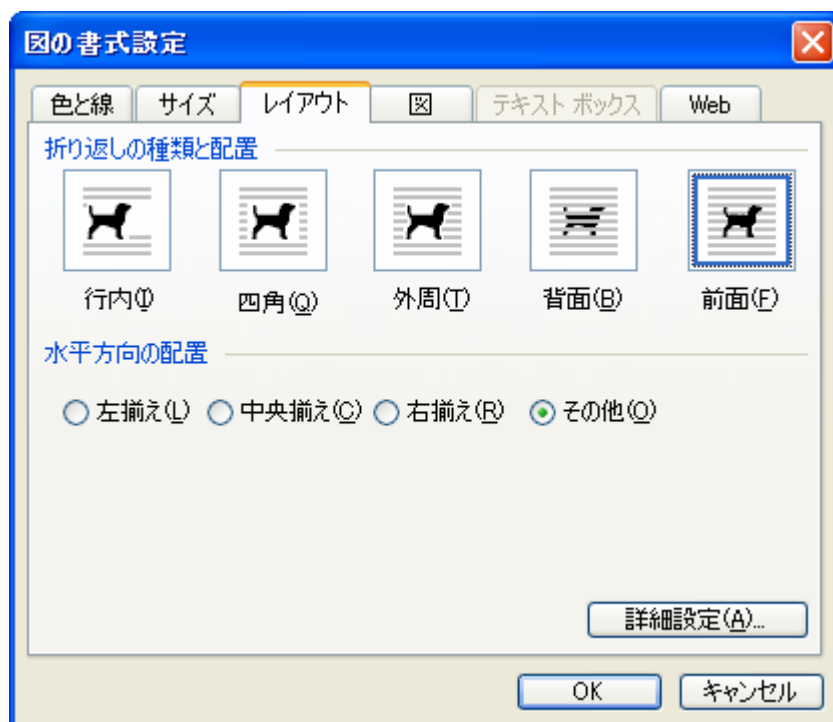 図の書式設定
色と線 サイズ レイアウト 図 テキスト ボックス Web
折り返しの種類と配置
行内(I) 四角(Q) 外周(T) 背面(B) 前面(F)
水平方向の配置
左揃え(L) 中央揃え(C) 右揃え(R) その他(O)
詳細設定(A)...
OK キャンセル